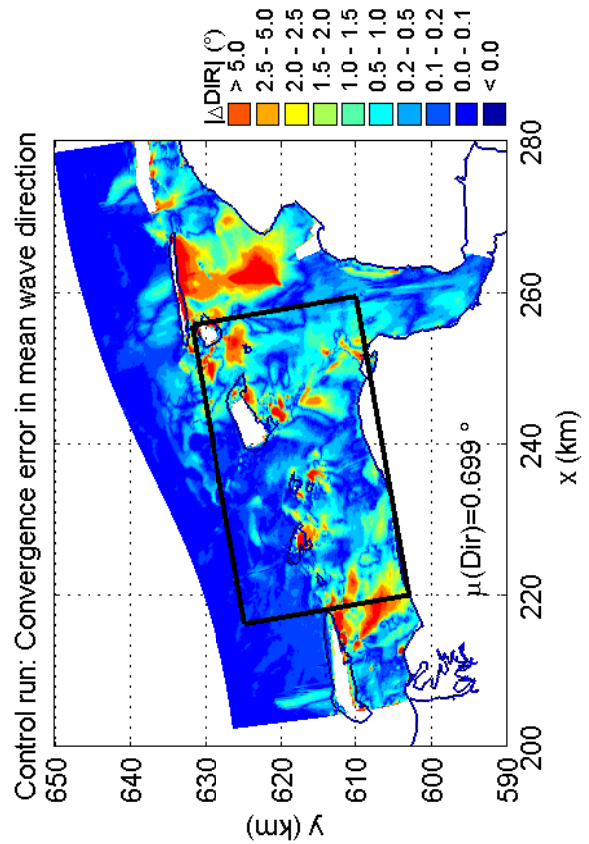 Control run: Convergence error in mean wave direction
|△DIR| (°)
> 5.0
2.5 - 5.0
2.0 - 2.5
1.5 - 2.0
1.0 - 1.5
0.5 - 1.0
0.2 - 0.5
0.1 - 0.2
0.0 - 0.1
< 0.0
650
640
630
620
610
600
590
y (km)
μ(Dir)=0.699 °
200
220
240
260
280
x (km)